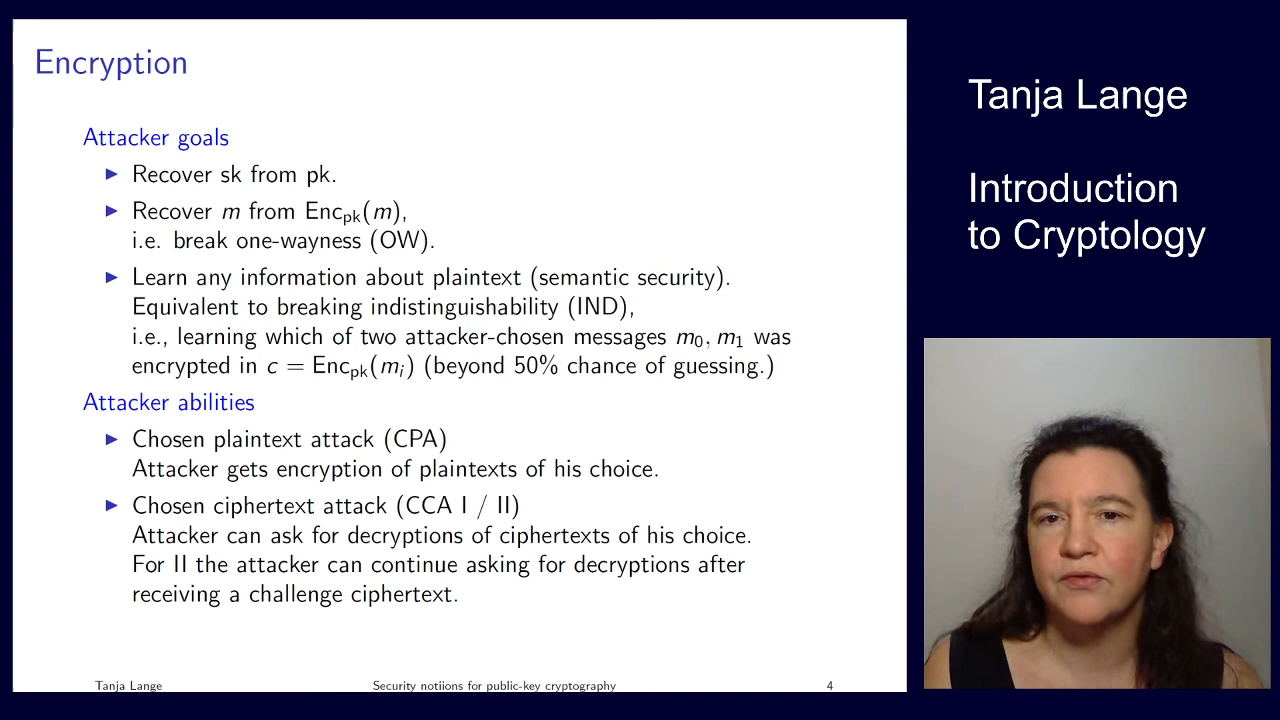 Encryption
Attacker goals
▶ Recover sk from pk.
▶ Recover m from Encpk(m),
i.e. break one-wayness (OW).
▶ Learn any information about plaintext (semantic security).
Equivalent to breaking indistinguishability (IND),
i.e., learning which of two attacker-chosen messages m0, m1 was
encrypted in c = Encpk(mi) (beyond 50% chance of guessing.)
Attacker abilities
▶ Chosen plaintext attack (CPA)
Attacker gets encryption of plaintexts of his choice.
▶ Chosen ciphertext attack (CCA I / II)
Attacker can ask for decryptions of ciphertexts of his choice.
For II the attacker can continue asking for decryptions after
receiving a challenge ciphertext.
Tanja Lange Security notiions for public-key cryptography 4
Tanja Lange
Introduction
to Cryptology